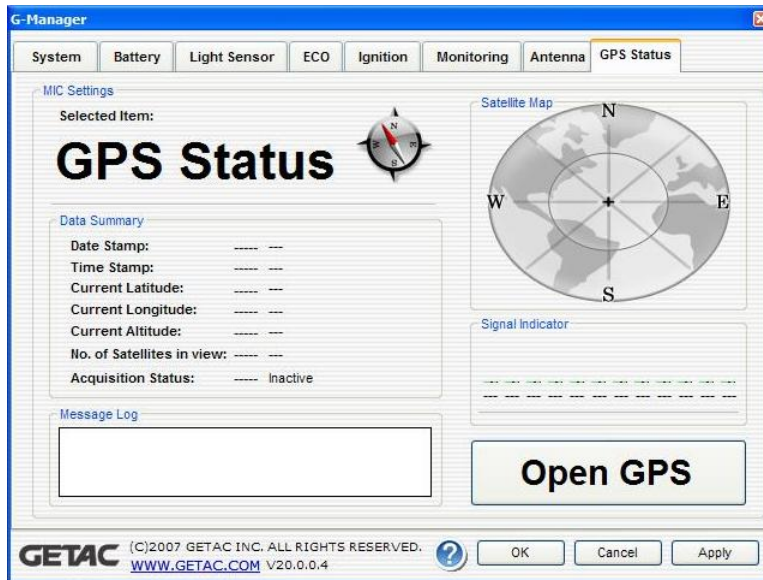 G-Manager
System Battery Light Sensor ECO Ignition Monitoring Antenna GPS Status
MIC Settings
Selected Item:
GPS Status
N
W
E
S
Data Summary
Date Stamp: ----- ---
Time Stamp: ----- ---
Current Latitude: ----- ---
Current Longitude: ----- ---
Current Altitude: ----- ---
No. of Satellites in view: ----- ---
Acquisition Status: ----- Inactive
Message Log
Satellite Map
N
W
E
S
Signal Indicator
Open GPS
GETAC
(C)2007 GETAC INC. ALL RIGHTS RESERVED.
WWW.GETAC.COM V20.0.0.4
?
OK Cancel Apply